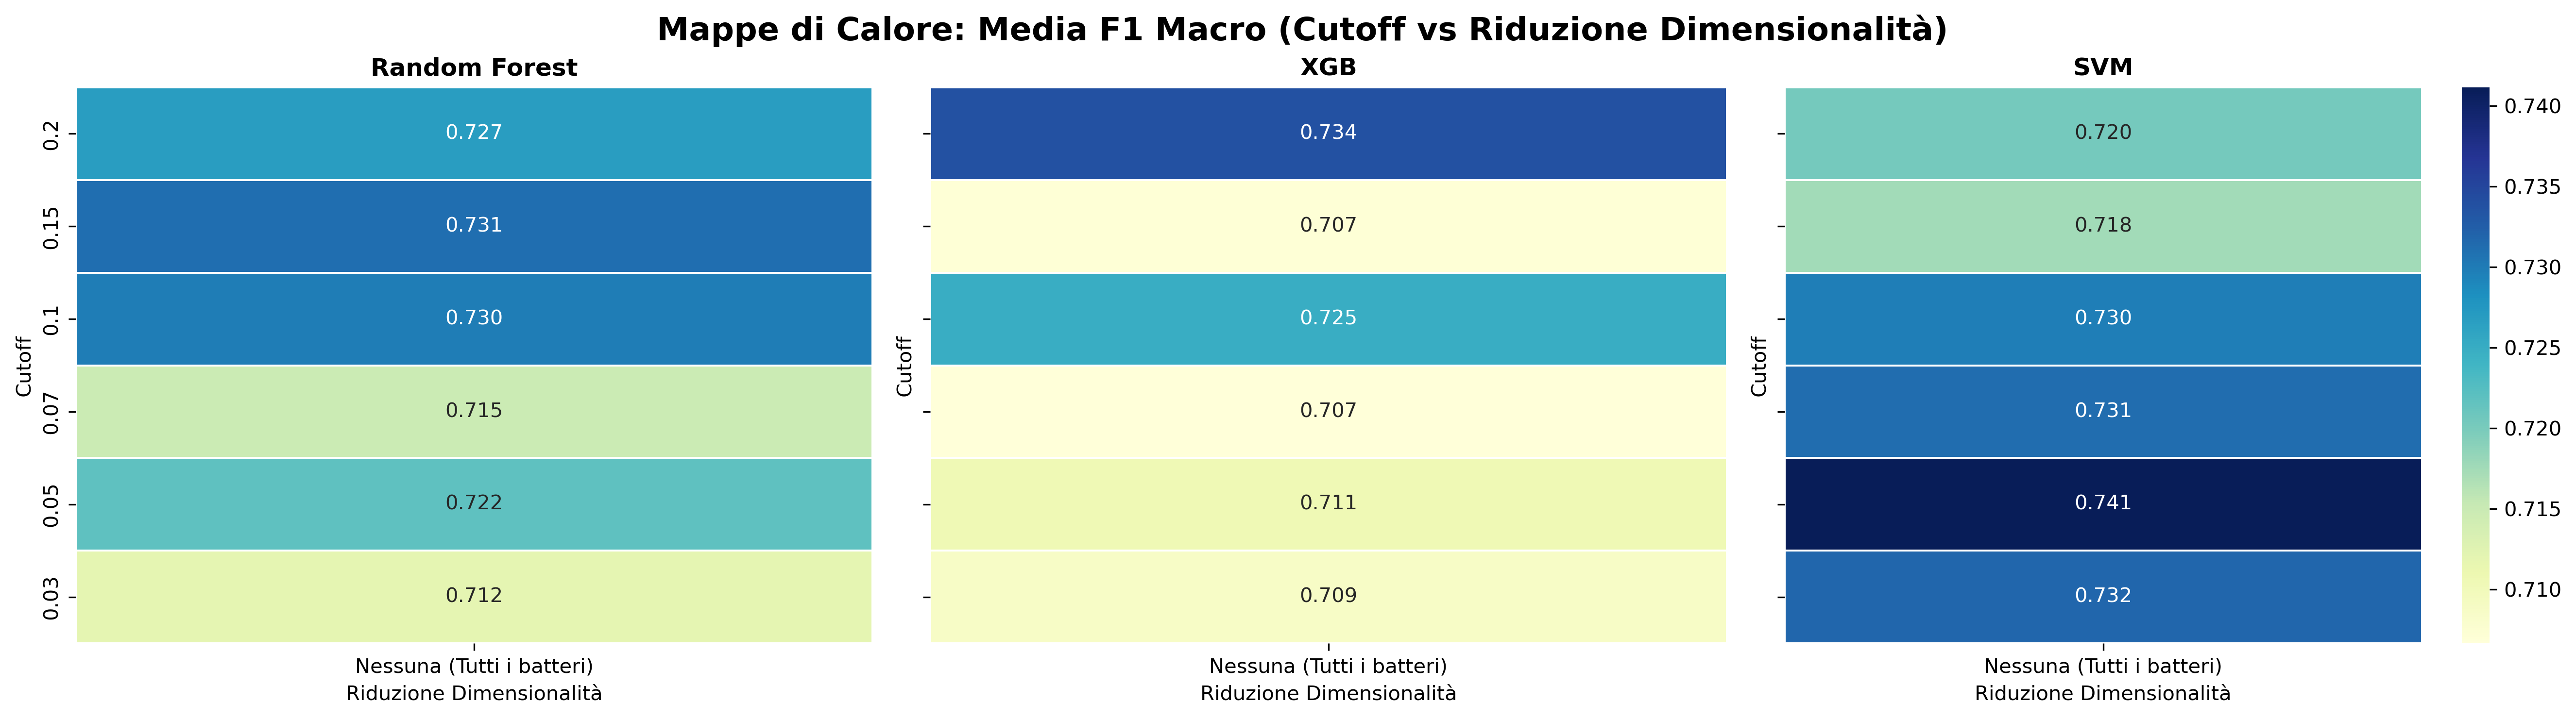 Mappe di Calore: Media F1 Macro (Cutoff vs Riduzione Dimensionalità)
Random Forest
0.2
0.15
0.1
0.07
0.05
0.03
Cutoff
0.727
0.731
0.730
0.715
0.722
0.712
Nessuna (Tutti i batteri)
Riduzione Dimensionalità
XGB
Cutoff
0.734
0.707
0.725
0.707
0.711
0.709
Nessuna (Tutti i batteri)
Riduzione Dimensionalità
SVM
Cutoff
0.720
0.718
0.730
0.731
0.741
0.732
Nessuna (Tutti i batteri)
Riduzione Dimensionalità
0.740
0.735
0.730
0.725
0.720
0.715
0.710